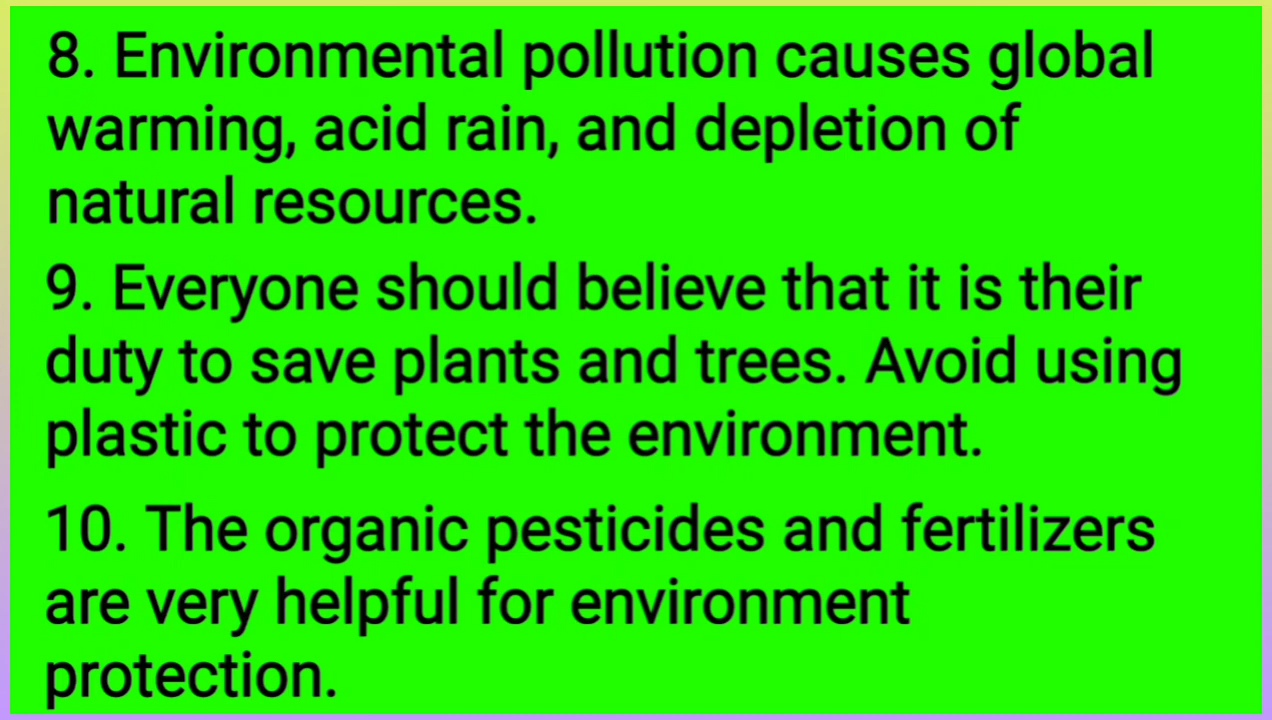 8. Environmental pollution causes global
warming, acid rain, and depletion of
natural resources.
9. Everyone should believe that it is their
duty to save plants and trees. Avoid using
plastic to protect the environment.
10. The organic pesticides and fertilizers
are very helpful for environment
protection.